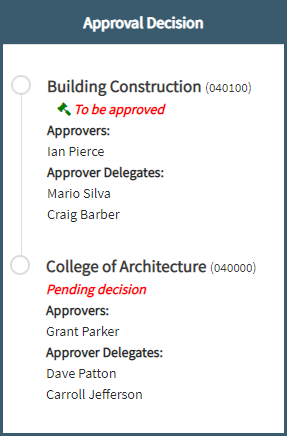 Approval Decision
Building Construction (040100)
To be approved
Approvers:
Ian Pierce
Approver Delegates:
Mario Silva
Craig Barber
College of Architecture (040000)
Pending decision
Approvers:
Grant Parker
Approver Delegates:
Dave Patton
Carroll Jefferson